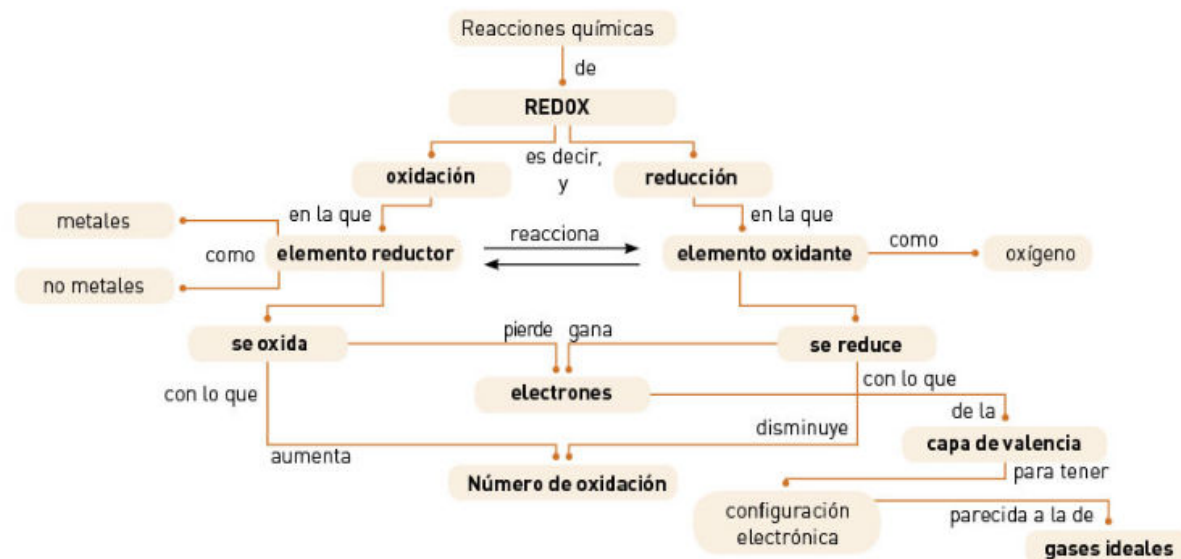 Reacciones químicas
de
REDOX
es decir,
y
oxidación
reducción
en la que
en la que
metales
como
no metales
elemento reductor
reacciona
elemento oxidante
como
oxígeno
se oxida
pierde
gana
se reduce
con lo que
electrones
con lo que
de la
aumenta
disminuye
capa de valencia
Número de oxidación
para tener
configuración
electrónica
parecida a la de
gases ideales